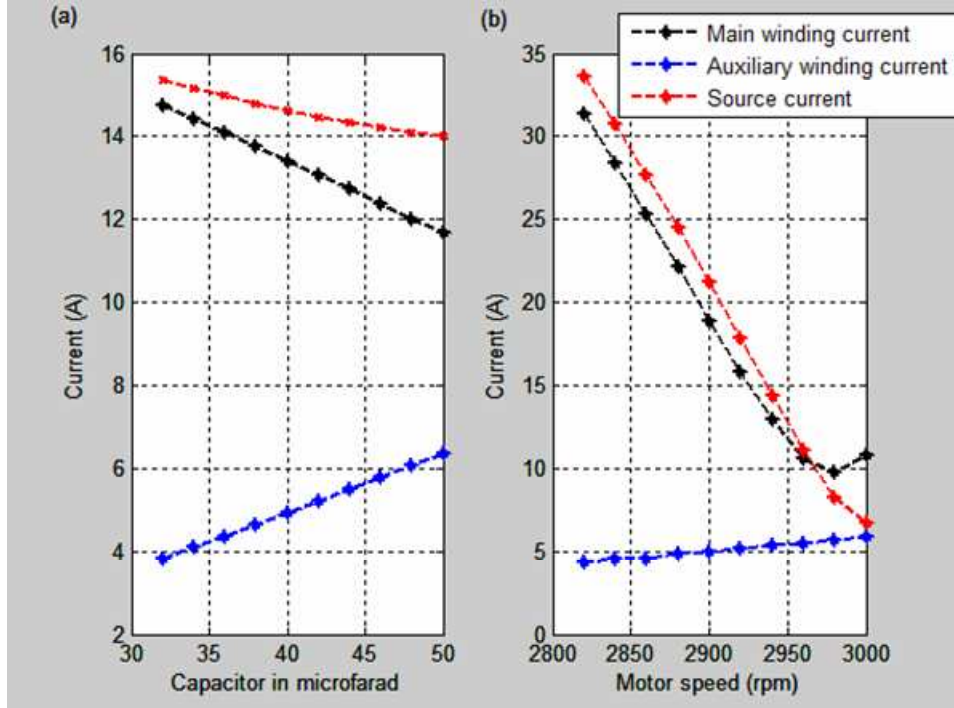 (a)
16
14
12
10
8
6
4
2
Current (A)
30 35 40 45 50
Capacitor in microfarad
(b)
Main winding current
Auxiliary winding current
Source current
35
30
25
20
15
10
5
0
Current (A)
2800 2850 2900 2950 3000
Motor speed (rpm)